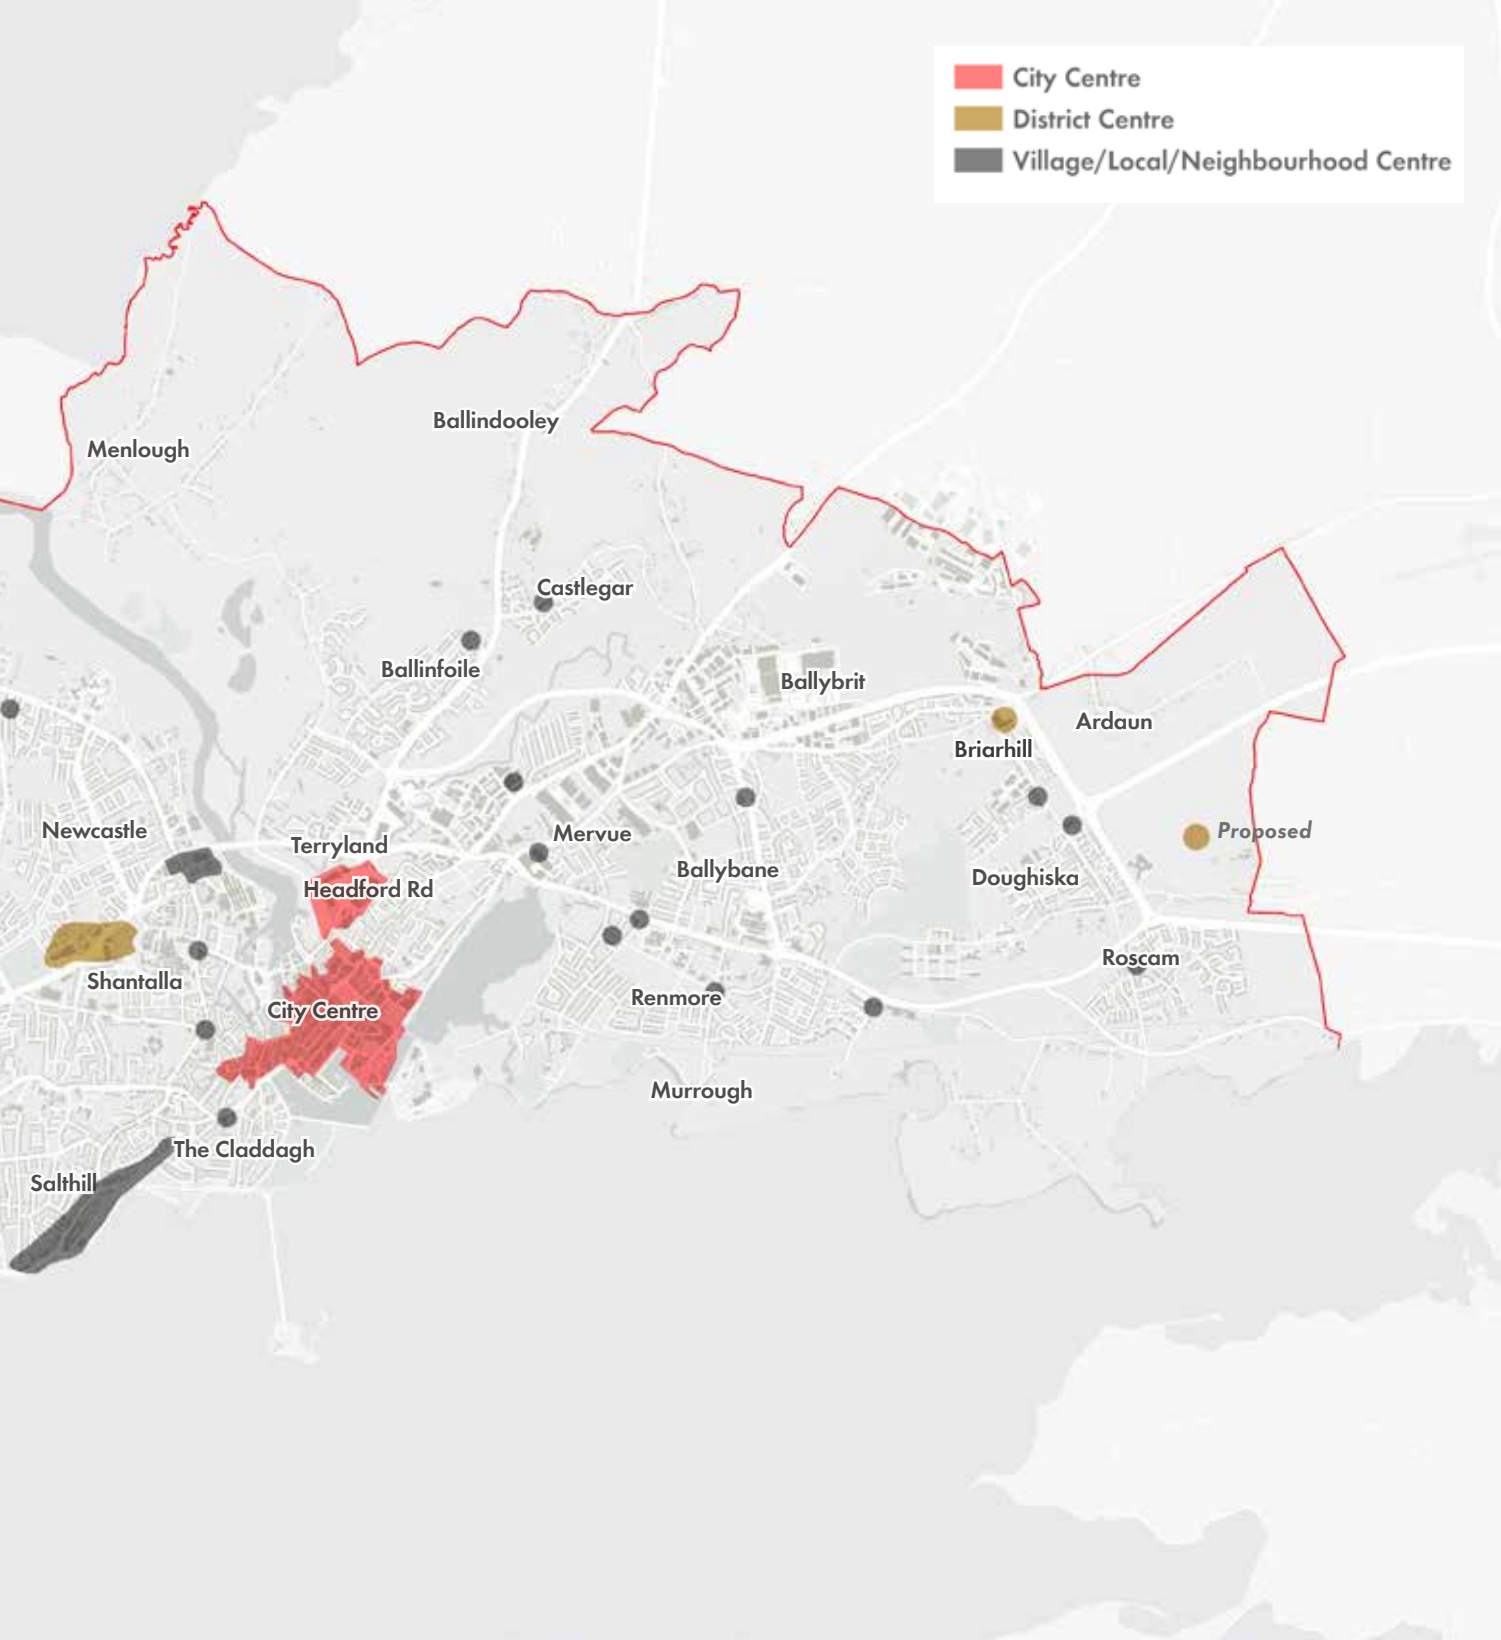 City Centre
District Centre
Village/Local/Neighbourhood Centre
Ballindooley
Menlough
Castlegar
Ballinfoile
Ballybrit
Ardaun
Briarhill
Newcastle
Mervue
Proposed
Terryland
Ballybane
Doughiska
Headford Rd
Roscam
Shantalla
Renmore
City Centre
Murrough
The Claddagh
Salthill